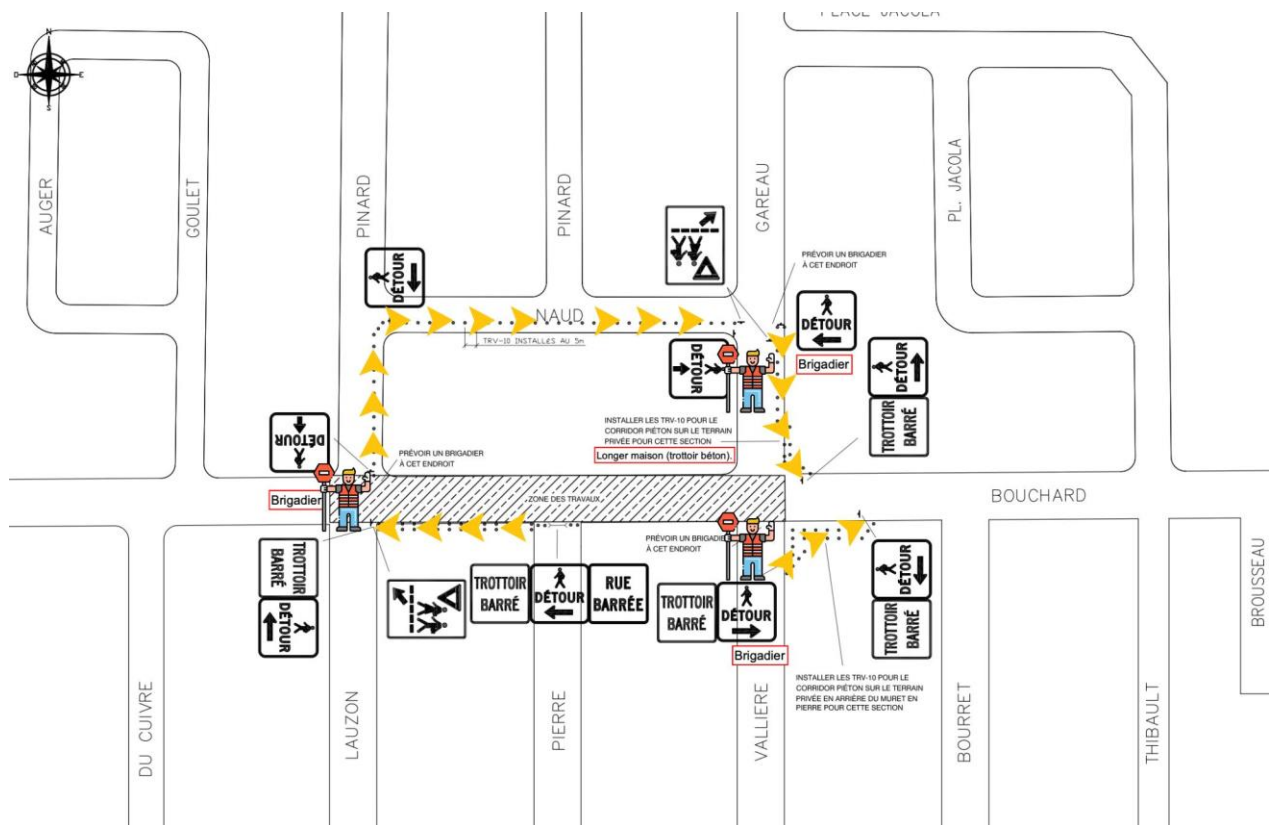 PLACE JACOLA
N
O
E
S
AUGER
GOULET
PINARD
PINARD
GAREAU
PL. JACOLA
PRÉVOIR UN BRIGADIER
À CET ENDROIT
DÉTOUR
NAUD
TRV-10 INSTALLÉS AU 5m
DÉTOUR
Brigadier
DÉTOUR
DÉTOUR
TROTTOIR
BARRÉ
INSTALLER LES TRV-10 POUR LE
CORRIDOR PIÉTON SUR LE TERRAIN
PRIVÉE POUR CETTE SECTION
Longer maison (trottoir béton).
DÉTOUR
PRÉVOIR UN BRIGADIER
À CET ENDROIT
Brigadier
ZONE DES TRAVAUX
BOUCHARD
TROTTOIR
BARRÉ
DÉTOUR
TROTTOIR
BARRÉ
DÉTOUR
RUE
BARRÉE
PRÉVOIR UN BRIGADIE
À CET ENDROIT
TROTTOIR
BARRÉ
DÉTOUR
Brigadier
DÉTOUR
TROTTOIR
BARRÉ
INSTALLER LES TRV-10 POUR LE
CORRIDOR PIÉTON SUR LE TERRAIN
PRIVÉE EN ARRIÈRE DU MURET EN
PIERRE POUR CETTE SECTION
DU CUIVRE
LAUZON
PIERRE
VALLIERE
BOURRET
THIBAULT
BROUSSEAU